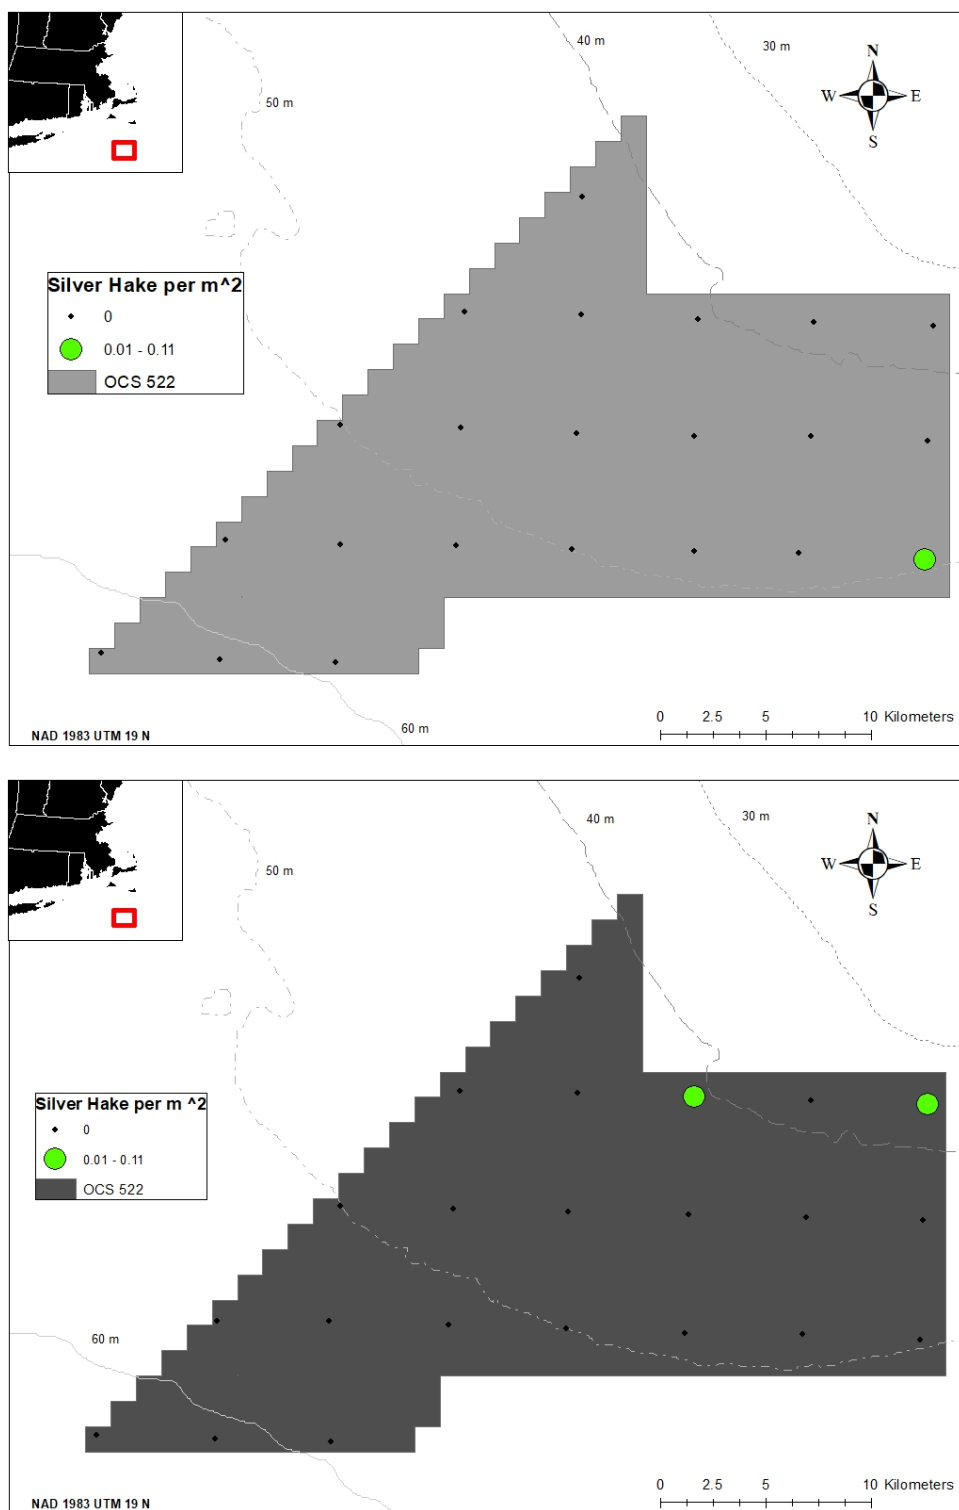 40 m
30 m
N
W E
S
50 m
Silver Hake per m^2
0
0.01 - 0.11
OCS 522
0 2.5 5 10 Kilometers
60 m
NAD 1983 UTM 19 N
40 m
30 m
N
W E
S
50 m
Silver Hake per m ^2
0
0.01 - 0.11
OCS 522
60 m
0 2.5 5 10 Kilometers
NAD 1983 UTM 19 N